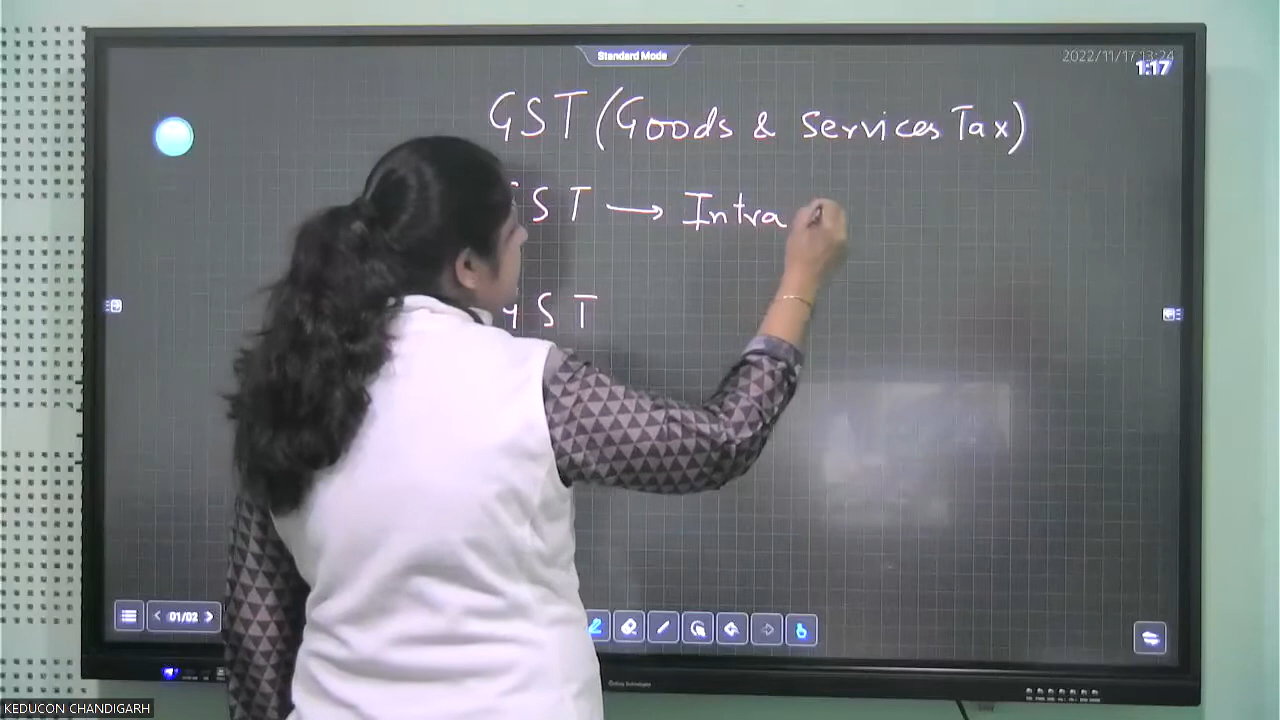 Standard Mode
2022/11/17 13:24
1:17
GST (Goods & Services Tax)
ST → Intra
ST
01/02
KEDUCON CHANDIGARH